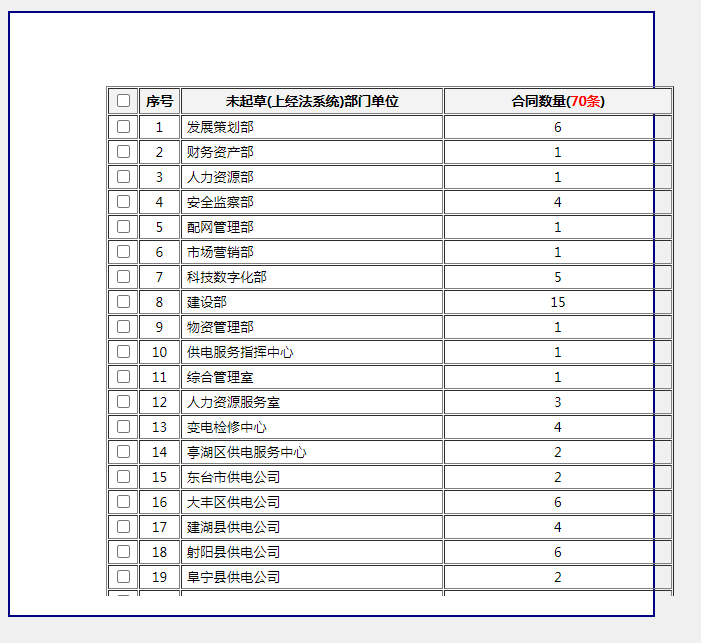 序号 未起草(上经法系统)部门单位 合同数量(70条)
1 发展策划部 6
2 财务资产部 1
3 人力资源部 1
4 安全监察部 4
5 配网管理部 1
6 市场营销部 1
7 科技数字化部 5
8 建设部 15
9 物资管理部 1
10 供电服务指挥中心 1
11 综合管理室 1
12 人力资源服务室 3
13 变电检修中心 4
14 亭湖区供电服务中心 2
15 东台市供电公司 2
16 大丰区供电公司 6
17 建湖县供电公司 4
18 射阳县供电公司 6
19 阜宁县供电公司 2